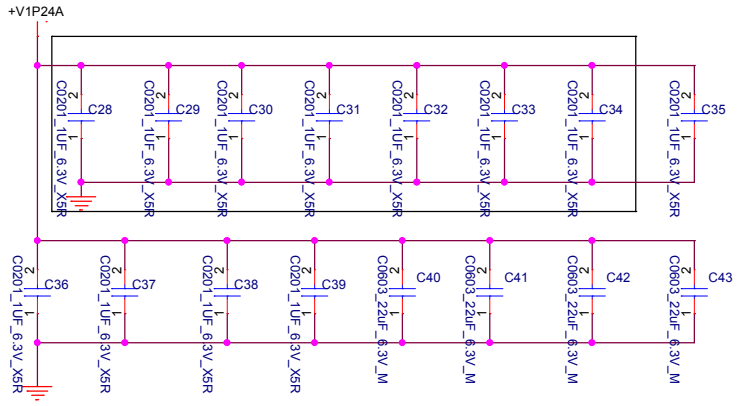 +V1P24A
C0201_1UF_6.3V_X5R
2
1
C28
C0201_1UF_6.3V_X5R
2
1
C29
C0201_1UF_6.3V_X5R
2
1
C30
C0201_1UF_6.3V_X5R
2
1
C31
C0201_1UF_6.3V_X5R
2
1
C32
C0201_1UF_6.3V_X5R
2
1
C33
C0201_1UF_6.3V_X5R
2
1
C34
C0201_1UF_6.3V_X5R
2
1
C35
C0201_1UF_6.3V_X5R
2
1
C36
C0201_1UF_6.3V_X5R
2
1
C37
C0201_1UF_6.3V_X5R
2
1
C38
C0201_1UF_6.3V_X5R
2
1
C39
C0603_22uF_6.3V_M
2
1
C40
C0603_22uF_6.3V_M
2
1
C41
C0603_22uF_6.3V_M
2
1
C42
C0603_22uF_6.3V_M
2
1
C43